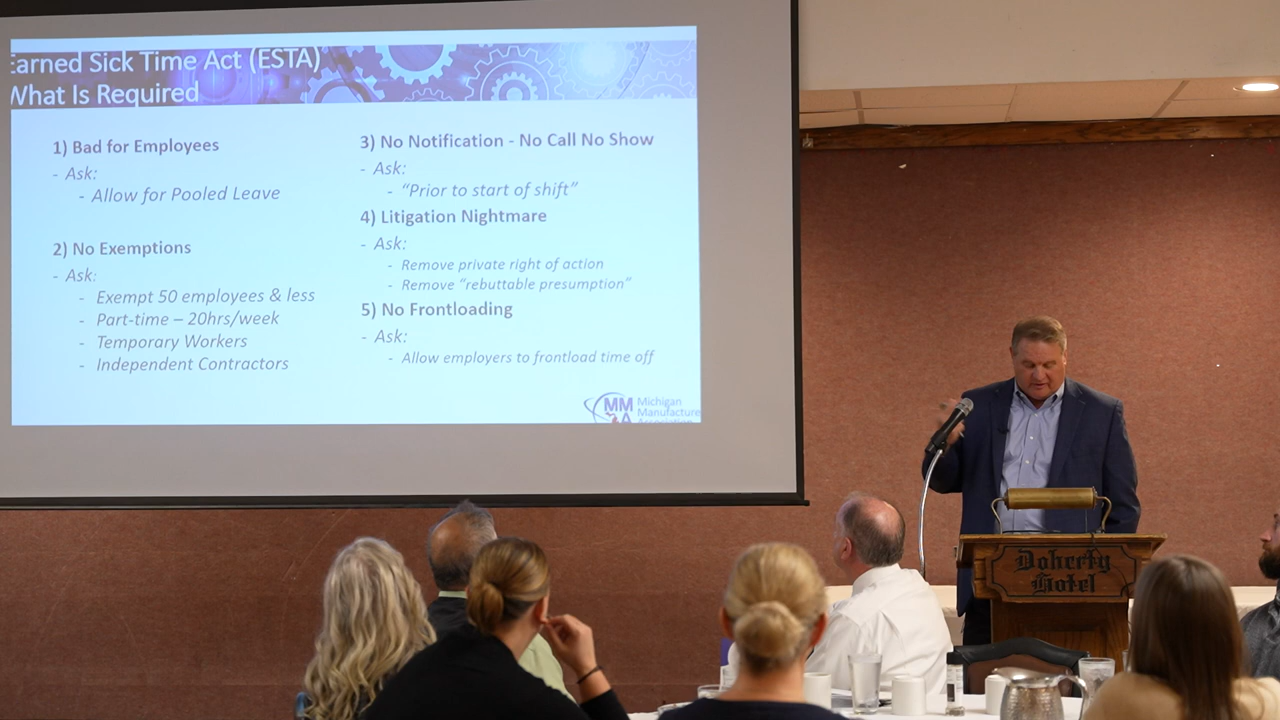 Earned Sick Time Act (ESTA)
What Is Required
1) Bad for Employees
- Ask:
- Allow for Pooled Leave
2) No Exemptions
- Ask:
- Exempt 50 employees & less
- Part-time – 20hrs/week
- Temporary Workers
- Independent Contractors
3) No Notification - No Call No Show
- Ask:
- “Prior to start of shift”
4) Litigation Nightmare
- Ask:
- Remove private right of action
- Remove “rebuttable presumption”
5) No Frontloading
- Ask:
- Allow employers to frontload time off
MM
A
Michigan
Manufacture
Association
Doherty
Hotel